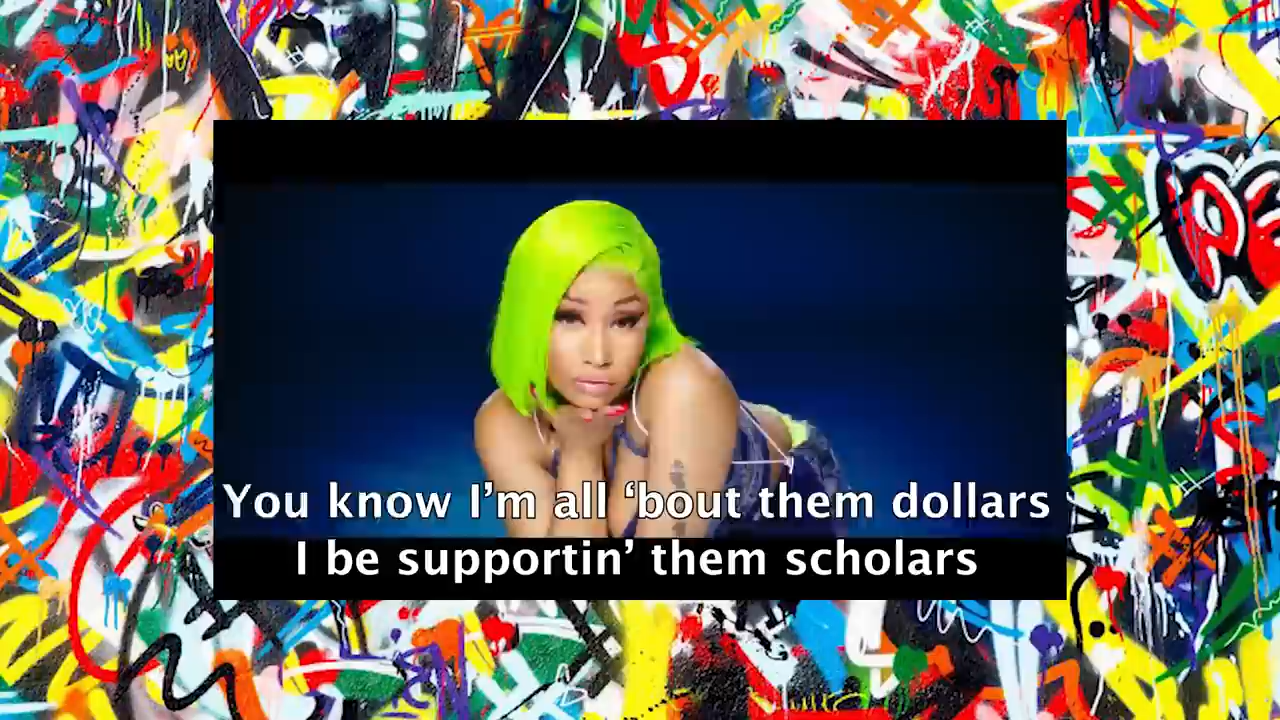 You know I’m all ‘bout them dollars
I be supportin’ them scholars